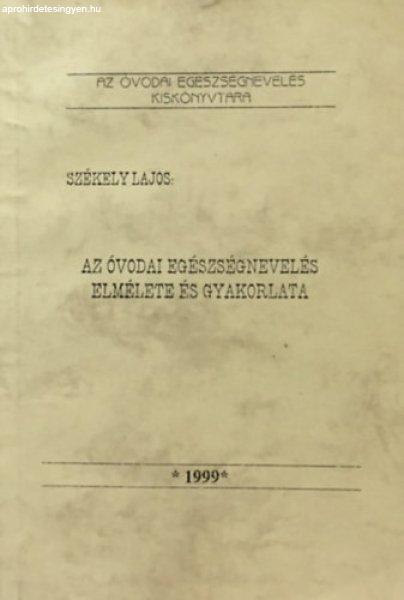 aprohirdetesingyen.hu
AZ ÓVODAI EGÉSZSÉGNEVELÉS
KISKÖNYVTÁRA
SZÉKELY LAJOS:
AZ ÓVODAI EGÉSZSÉGNEVELÉS
ELMÉLETE ÉS GYAKORLATA
* 1999*